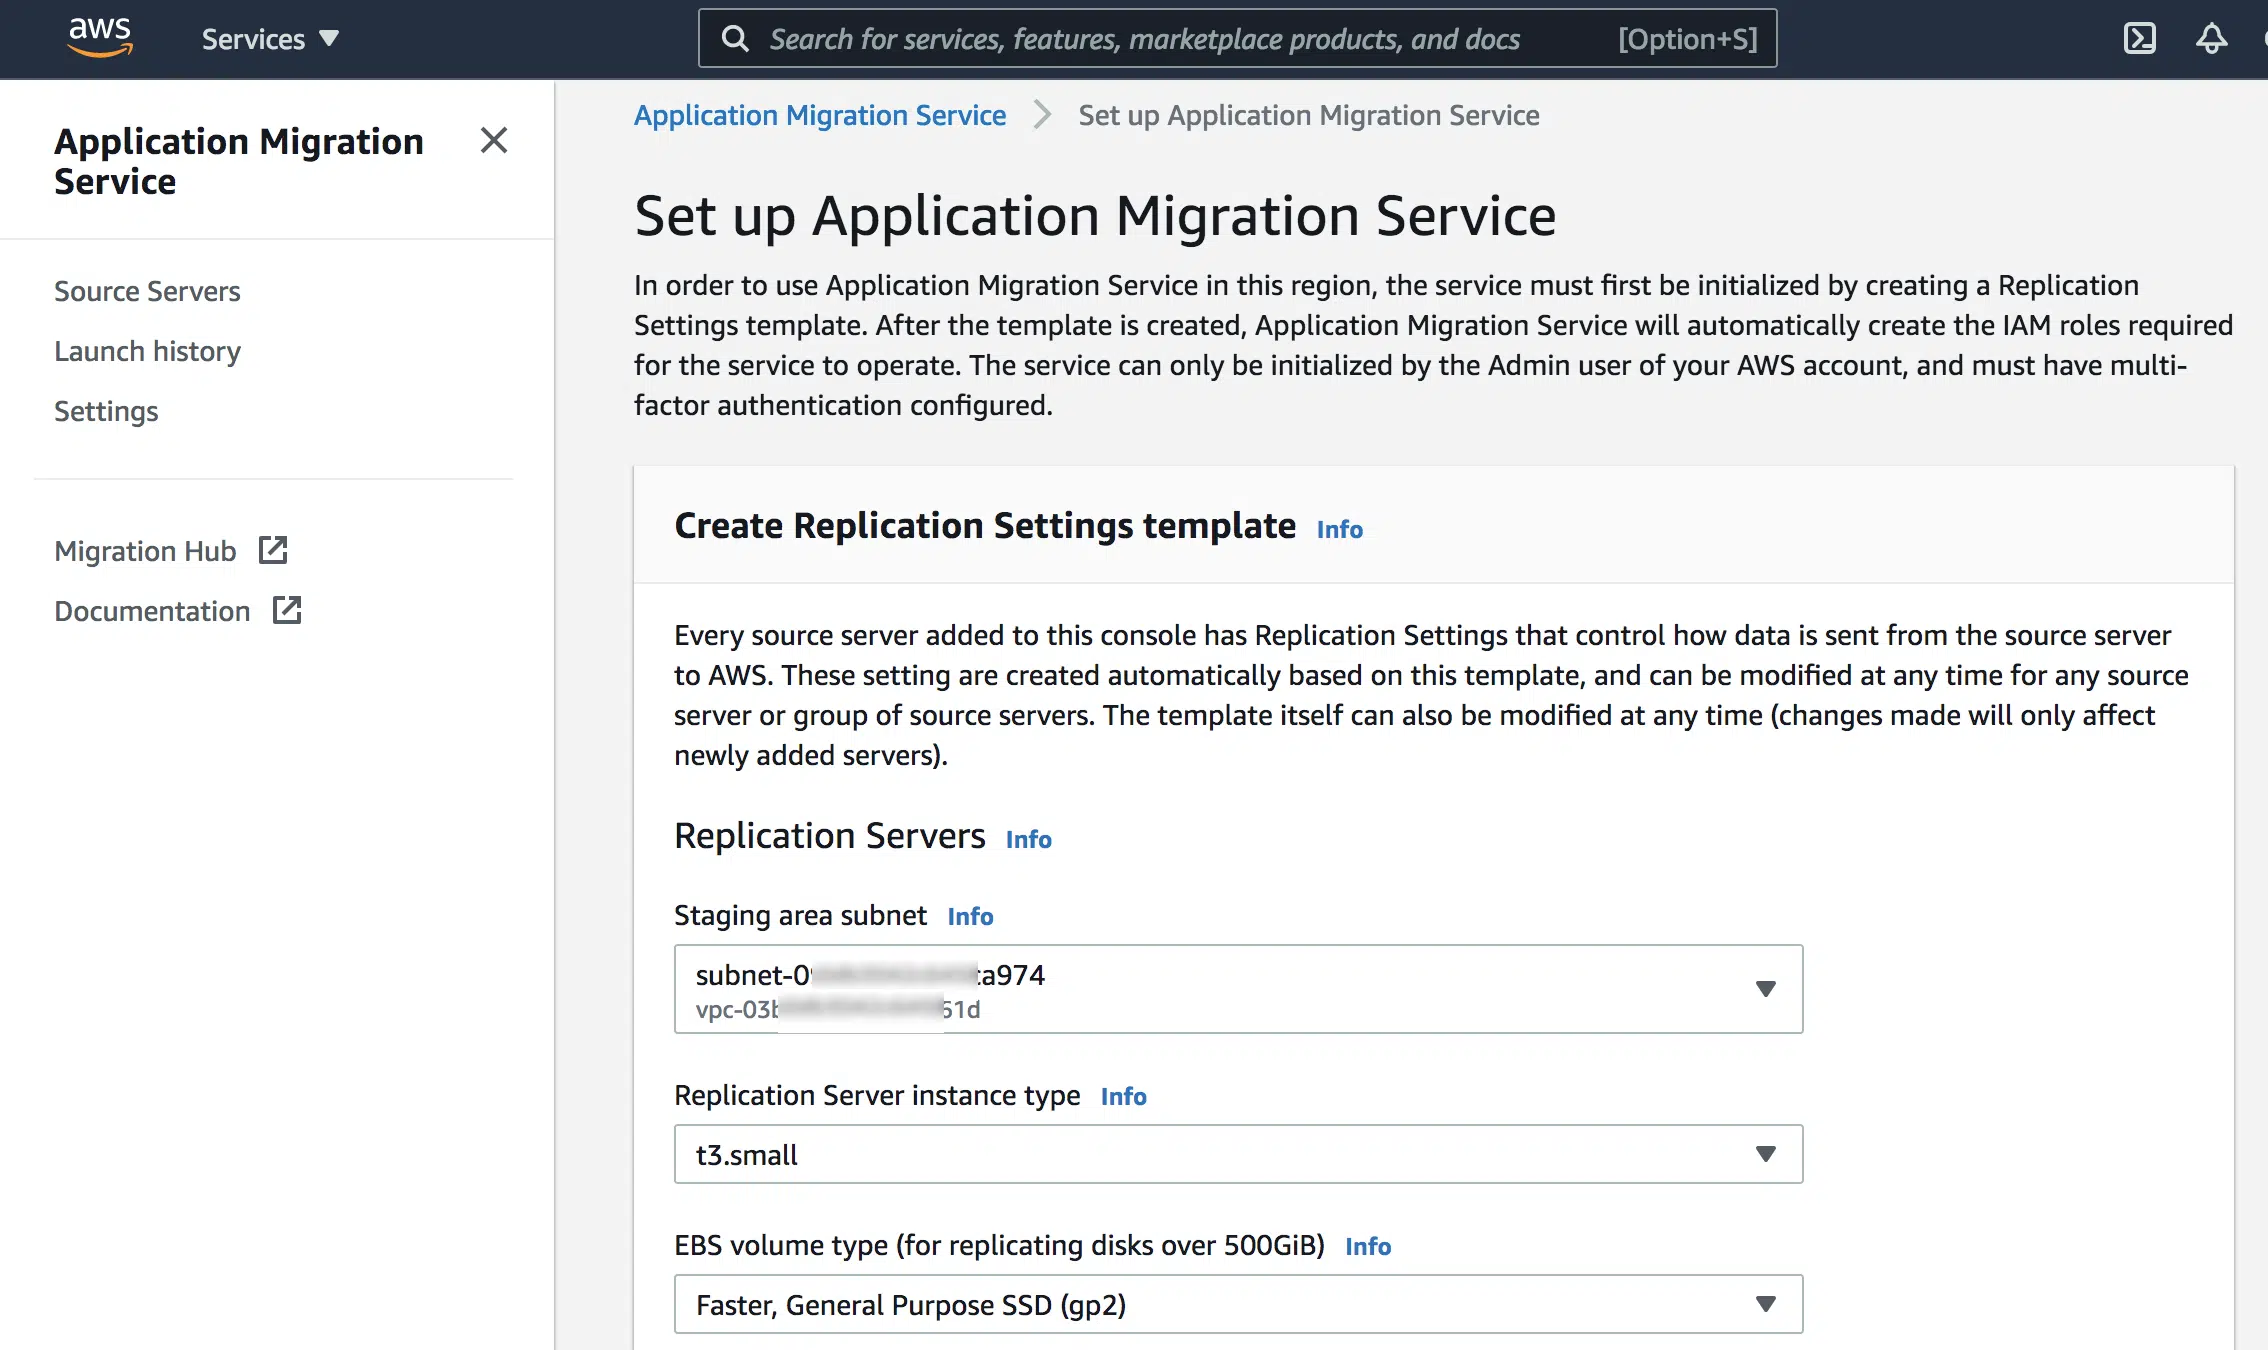 aws Services Search for services, features, marketplace products, and docs [Option+S]
Application Migration
Service
Source Servers
Launch history
Settings
Migration Hub
Documentation
Application Migration Service Set up Application Migration Service
Set up Application Migration Service
In order to use Application Migration Service in this region, the service must first be initialized by creating a Replication
Settings template. After the template is created, Application Migration Service will automatically create the IAM roles required
for the service to operate. The service can only be initialized by the Admin user of your AWS account, and must have multi-
factor authentication configured.
Create Replication Settings template Info
Every source server added to this console has Replication Settings that control how data is sent from the source server
to AWS. These setting are created automatically based on this template, and can be modified at any time for any source
server or group of source servers. The template itself can also be modified at any time (changes made will only affect
newly added servers).
Replication Servers Info
Staging area subnet Info
Replication Server instance type Info
t3.small
EBS volume type (for replicating disks over 500GiB) Info
Faster, General Purpose SSD (gp2)